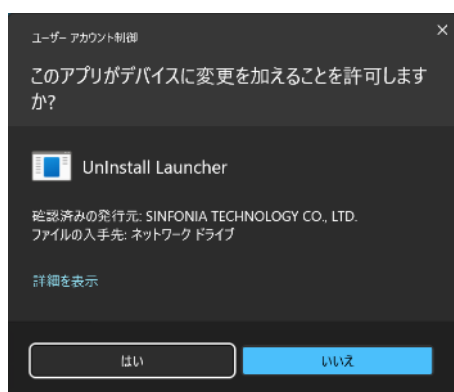 ユーザー アカウント制御
このアプリがデバイスに変更を加えることを許可します
か?
UnInstall Launcher
確認済みの発行元: SINFONIA TECHNOLOGY CO., LTD.
ファイルの入手先: ネットワーク ドライブ
詳細を表示
はい
いいえ